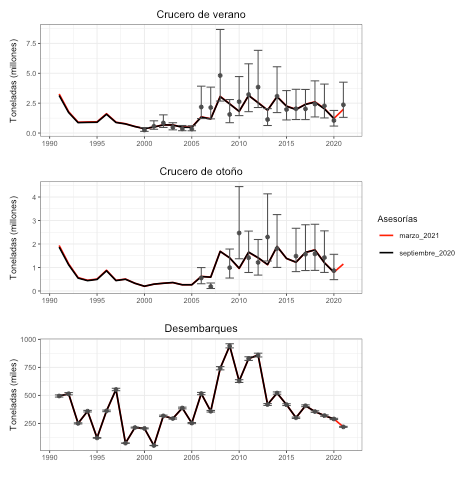 Crucero de verano
Toneladas (millones)
7.5
5.0
2.5
0.0
1990 1995 2000 2005 2010 2015 2020
Crucero de otoño
Toneladas (millones)
4
3
2
1
0
1990 1995 2000 2005 2010 2015 2020
Asesorías
marzo_2021
septiembre_2020
Desembarques
Toneladas (miles)
1000
750
500
250
1990 1995 2000 2005 2010 2015 2020